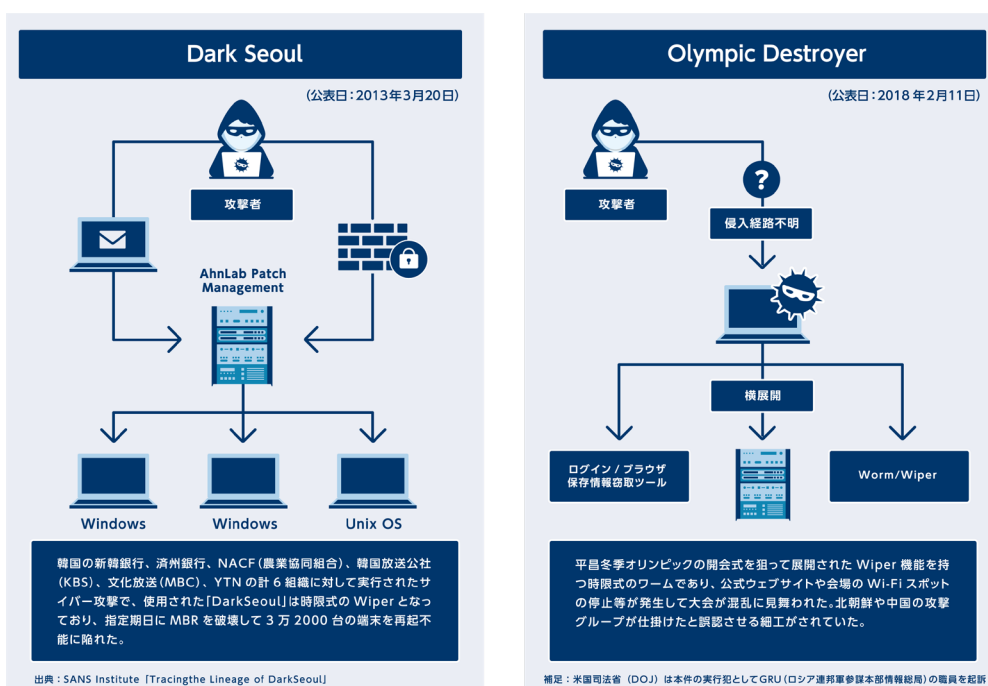 Dark Seoul
(公表日:2013年3月20日)
攻撃者
AhnLab Patch
Management
Windows
Windows
Unix OS
韓国の新韓銀行、済州銀行、NACF(農業協同組合)、韓国放送公社
(KBS)、文化放送(MBC)、YTN の計 6 組織に対して実行されたサ
イバー攻撃で、使用された「DarkSeoul」は時限式の Wiper となっ
ており、指定期日に MBR を破壊して 3 万 2000 台の端末を再起不
能に陥れた。
出典:SANS Institute「Tracingthe Lineage of DarkSeoul」
Olympic Destroyer
(公表日:2018 年2月11日)
攻撃者
?
侵入経路不明
横展開
ログイン / ブラウザ
保存情報窃取ツール
Worm/Wiper
平昌冬季オリンピックの開会式を狙って展開された Wiper 機能を持
つ時限式のワームであり、公式ウェブサイトや会場の Wi-Fi スポット
の停止等が発生して大会が混乱に見舞われた。北朝鮮や中国の攻撃
グループが仕掛けたと誤認させる細工がされていた。
補足:米国司法省(DOJ)は本件の実行犯としてGRU(ロシア連邦軍参謀本部情報総局)の職員を起訴